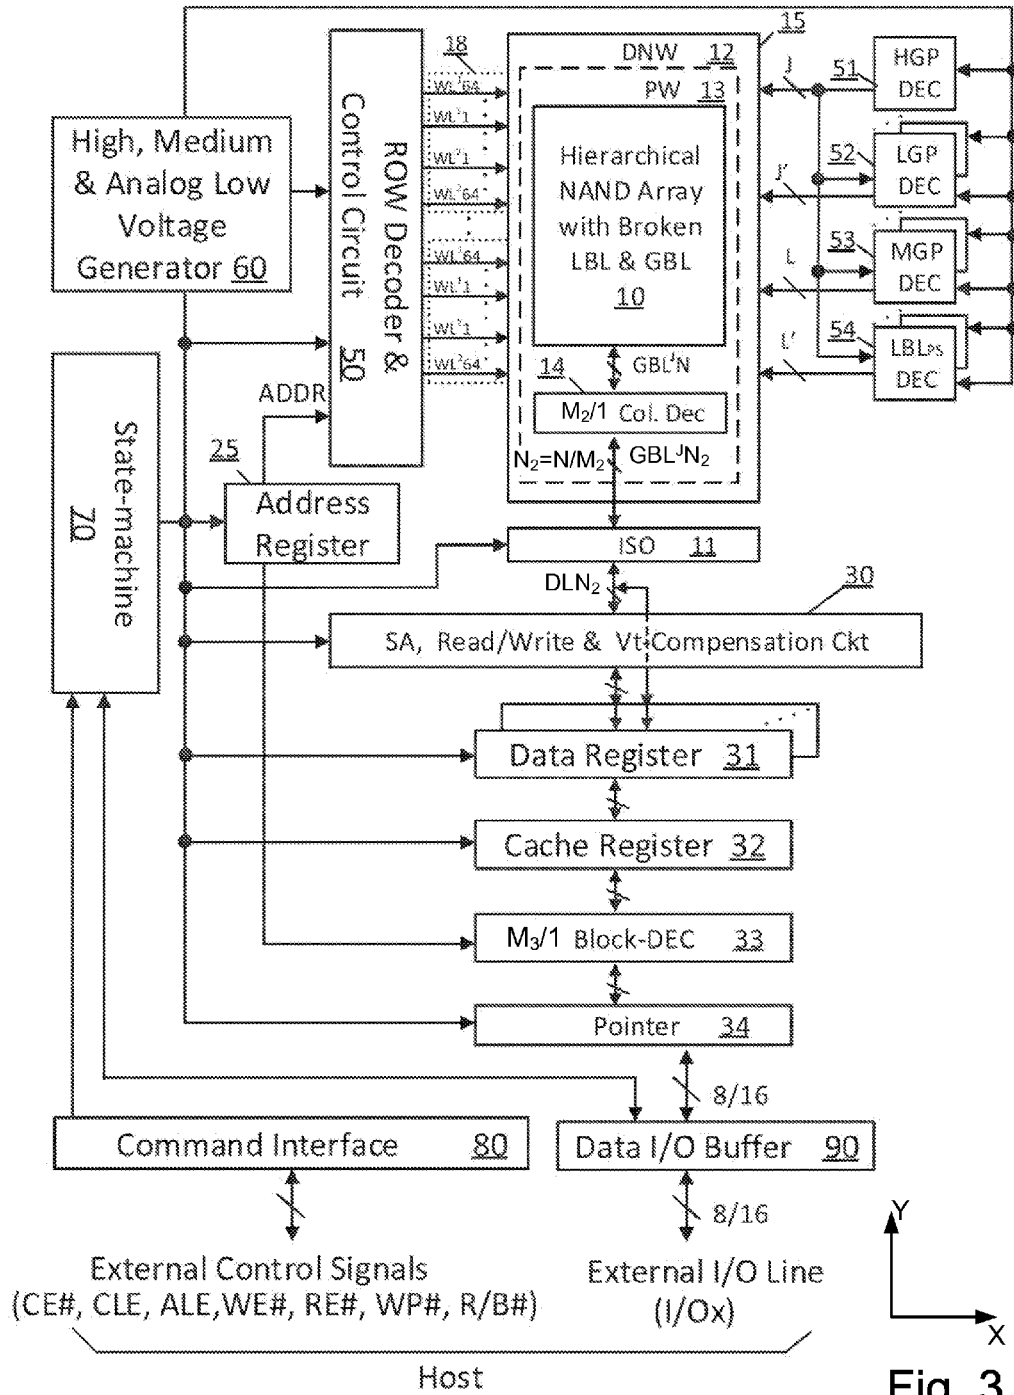 15
HGP
DEC
51
J
DNW 12
PW 13
18
WL¹64
WL¹1
WL²1
WL²64
WL¹64
WL¹1
WL²1
WL²64
High, Medium
& Analog Low
Voltage
Generator 60
ROW Decoder &
Control Circuit 50
Hierarchical
NAND Array
with Broken
LBL & GBL
10
52
LGP
DEC
J'
53
MGP
DEC
L
54
LBLPS
DEC
L'
14
GBLᴶN
M₂/1 Col. Dec
N₂=N/M₂
GBLᴶN₂
ADDR
25
Address
Register
State-machine
70
ISO 11
DLN₂
30
SA, Read/Write & Vt-Compensation Ckt
Data Register 31
Cache Register 32
M₃/1 Block-DEC 33
Pointer 34
8/16
Command Interface 80
Data I/O Buffer 90
8/16
External Control Signals
(CE#, CLE, ALE,WE#, RE#, WP#, R/B#)
External I/O Line
(I/Ox)
Y
X
Host
Fig. 3